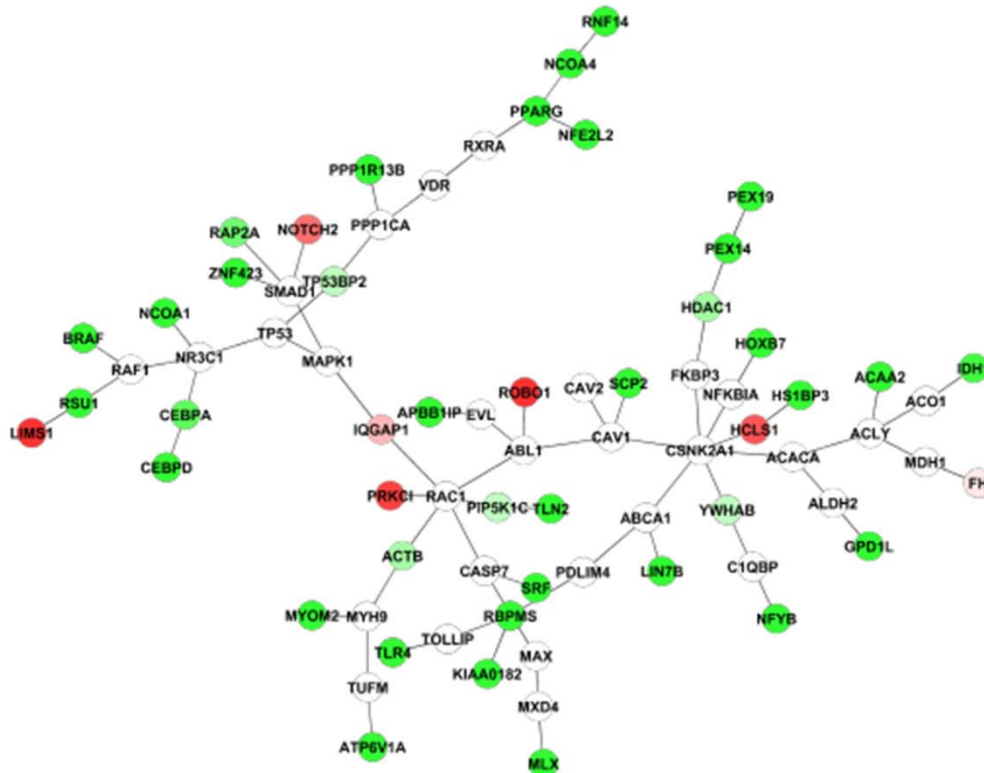 RNF14
NCOA4
PPARG
NFE2L2
RXRA
PPP1R13B
VDR
PEX19
PPP1CA
RAP2A
NOTCH2
PEX14
ZNF423
TP53BP2
SMAD1
HDAC1
NCOA1
BRAF
TP53
HOXB7
NR3C1
MAPK1
RAF1
FKBP3
SCP2
ACAA2
IDH1
ROBO1
CAV2
NFKBIA
HS1BP3
ACO1
RSU1
CEBPA
APBB1IP
EVL
LIMS1
IQGAP1
HCLS1
ACLY
CEBPD
ABL1
CAV1
CSNK2A1
ACACA
MDH1
FH
PRKCI
RAC1
PIP5K1C
TLN2
ABCA1
YWHAB
ALDH2
GPD1L
ACTB
CASP7
PDLIM4
LIN7B
C1QBP
SRF
MYOM2
MYH9
RBPMS
NFYB
TOLLIP
TLR4
MAX
KIAA0182
TUFM
MXD4
ATP6V1A
MLX